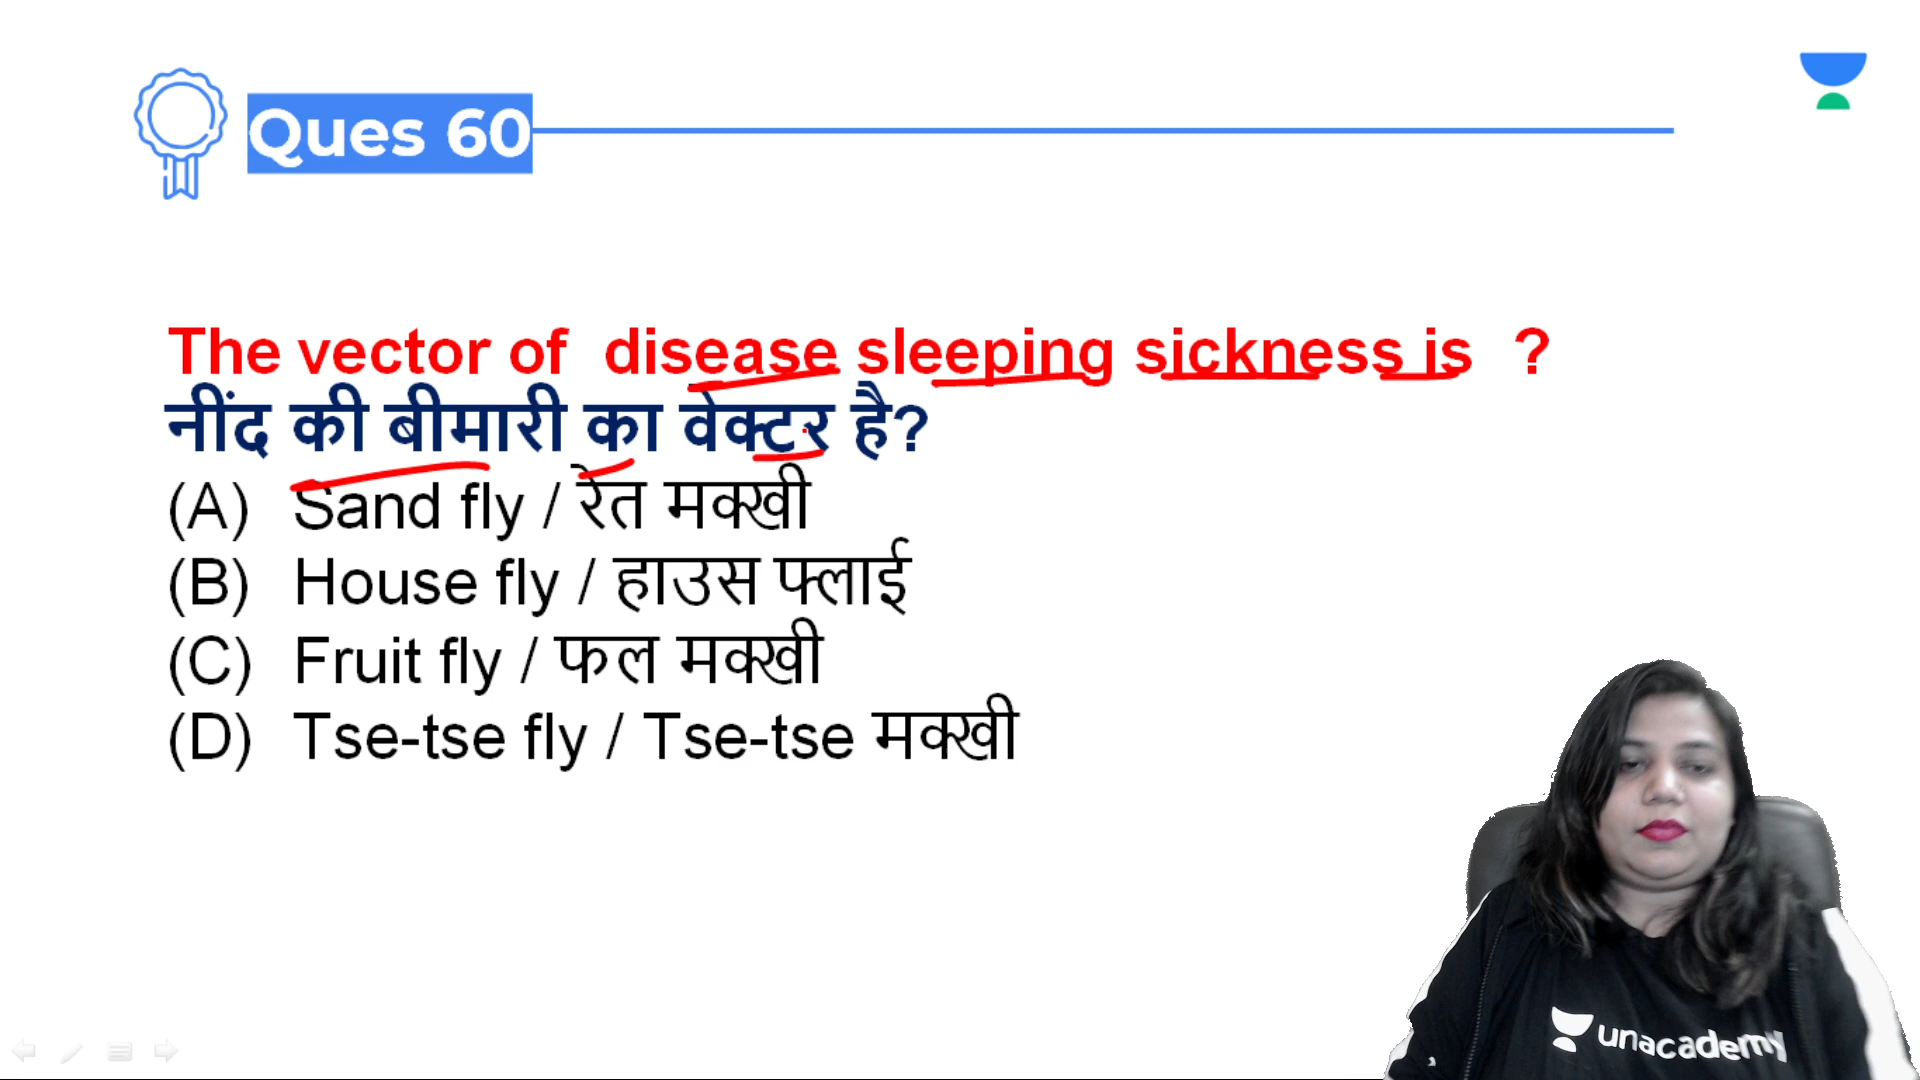 Ques 60
The vector of disease sleeping sickness is ?
नींद की बीमारी का वेक्टर है?
(A) Sand fly / रेत मक्खी
(B) House fly / हाउस फ्लाई
(C) Fruit fly / फल मक्खी
(D) Tse-tse fly / Tse-tse मक्खी
unacademy